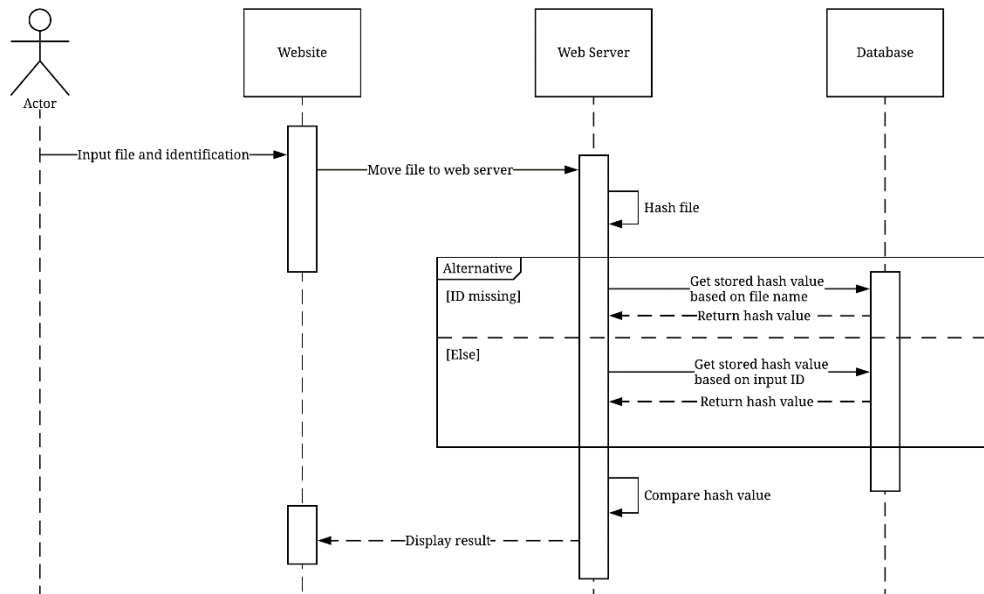 Website
Web Server
Database
Actor
Input file and identification
Move file to web server
Hash file
Alternative
[ID missing]
Get stored hash value
based on file name
Return hash value
[Else]
Get stored hash value
based on input ID
Return hash value
Compare hash value
Display result